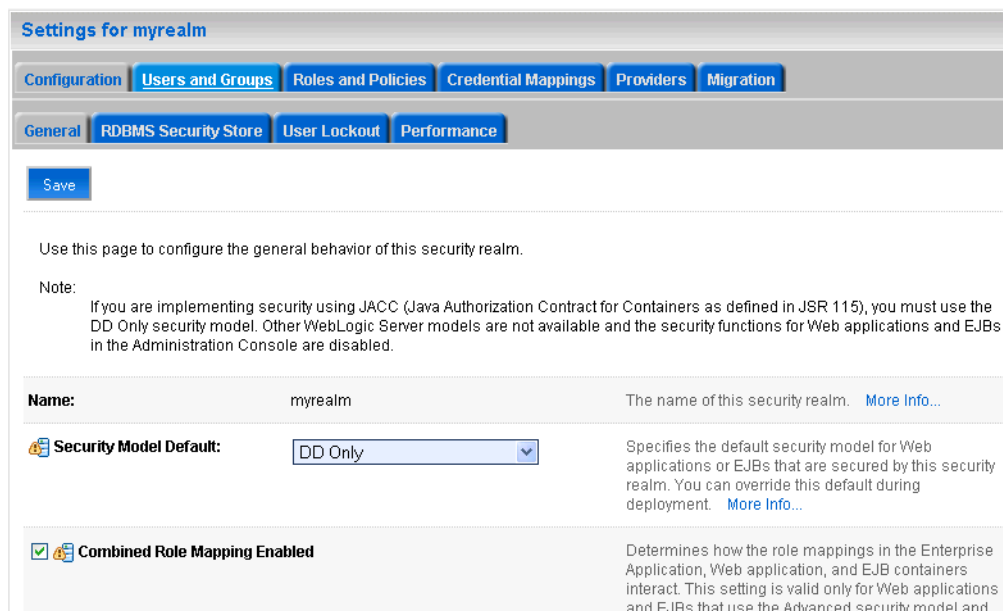 Settings for myrealm
Configuration Users and Groups Roles and Policies Credential Mappings Providers Migration
General RDBMS Security Store User Lockout Performance
Save
Use this page to configure the general behavior of this security realm.
Note:
If you are implementing security using JACC (Java Authorization Contract for Containers as defined in JSR 115), you must use the
DD Only security model. Other WebLogic Server models are not available and the security functions for Web applications and EJBs
in the Administration Console are disabled.
Name: myrealm The name of this security realm. More Info...
Security Model Default: DD Only Specifies the default security model for Web
applications or EJBs that are secured by this security
realm. You can override this default during
deployment. More Info...
Combined Role Mapping Enabled Determines how the role mappings in the Enterprise
Application, Web application, and EJB containers
interact. This setting is valid only for Web applications
and EJBs that use the Advanced security model and